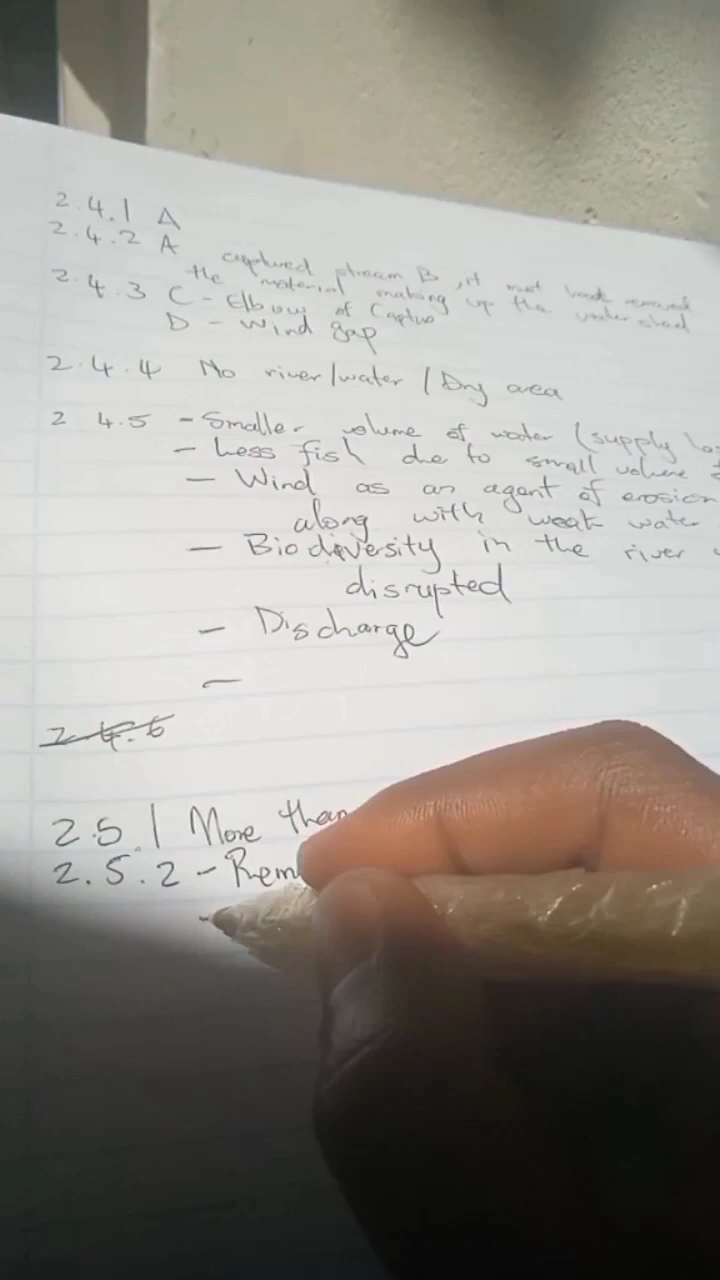 2.4.1 A
2.4.2 A captured stream B, it must have removed
the material making up the watershed
2.4.3 C - Elbow of Captur
D - Wind gap
2.4.4 No river/water / Dry area
2 4.5 - Smaller volume of water (supply
- Less fish due to small volume
- Wind as an agent of erosion
along with weak water
- Biodiversity in the river
disrupted
- Discharge
-
2.4.6
2.5.1 More than
2.5.2 - Rem